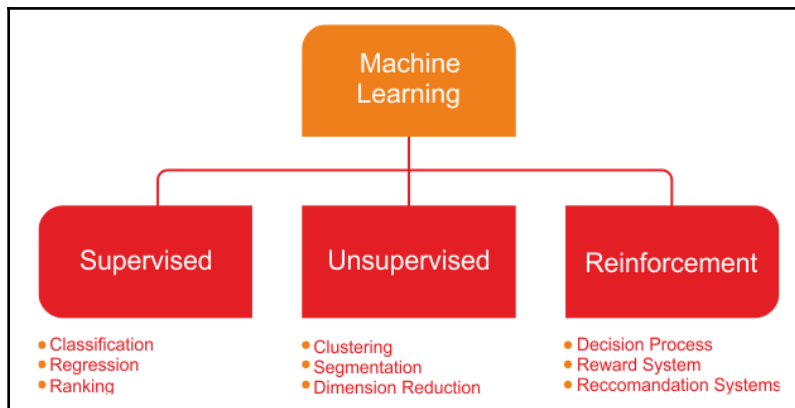 Machine
Learning
Supervised
Unsupervised
Reinforcement
Classification
Regression
Ranking
Clustering
Segmentation
Dimension Reduction
Decision Process
Reward System
Reccomandation Systems